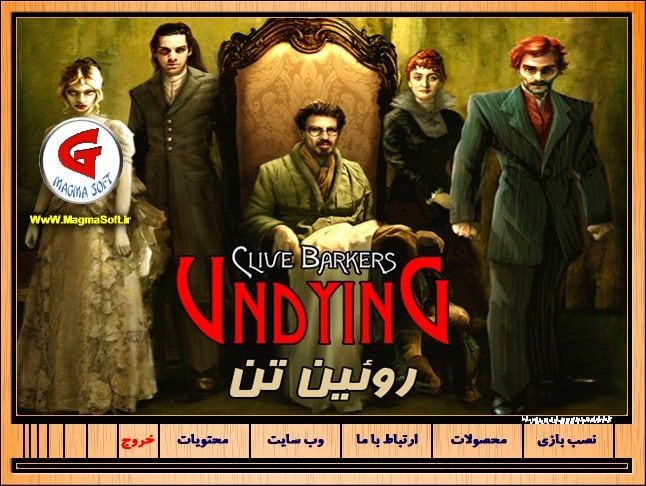 G
MAGMA SOFT
WwW.MagmaSoft.ir
CLIVE BARKERS
UNDYING
روئین تن
نصب بازی
محصولات
ارتباط با ما
وب سایت
محتویات
خروج